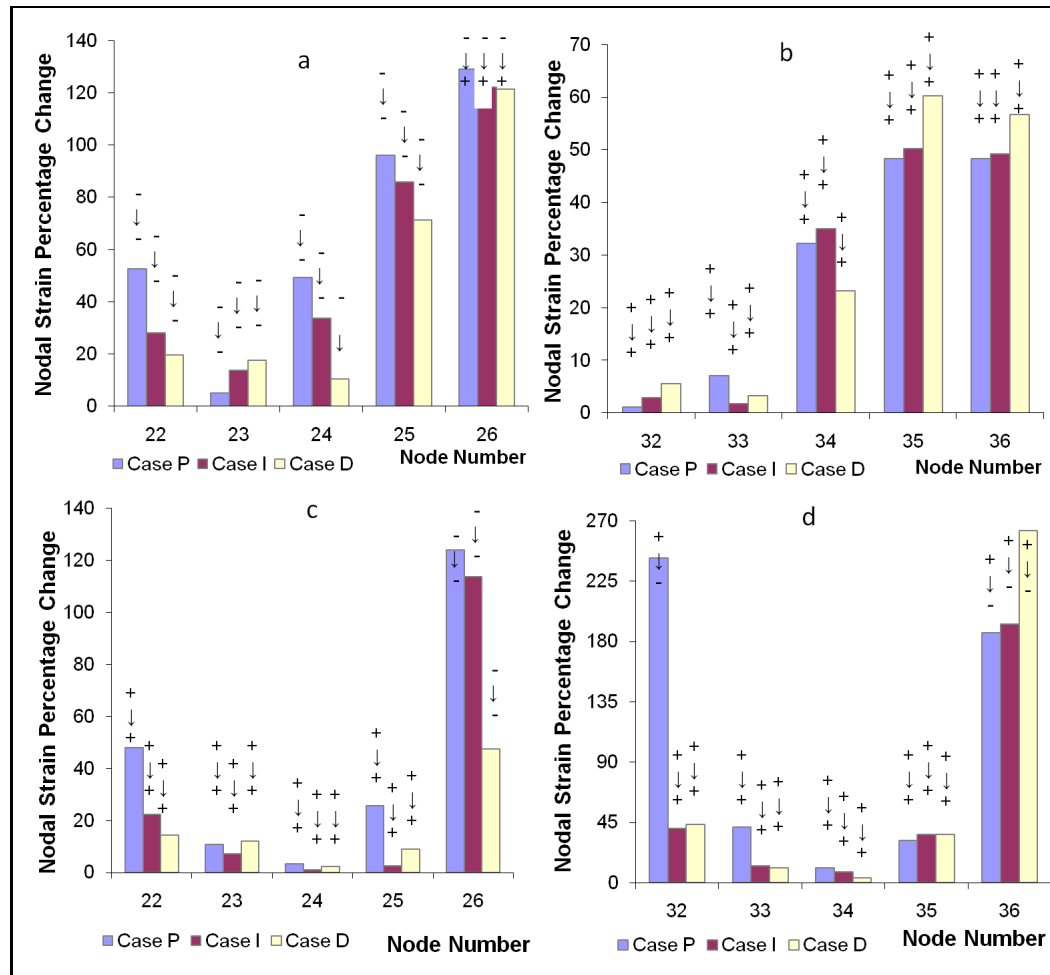 a
Nodal Strain Percentage Change
140
120
100
80
60
40
20
0
- ↓ - - ↓ - - ↓ -
- ↓ - - ↓ - - ↓ -
- ↓ - - ↓ - - ↓
- ↓ - - ↓ - - ↓ -
- ↓ + - ↓ + - ↓ +
22 23 24 25 26
Case P Case I Case D Node Number
b
Nodal Strain Percentage Change
70
60
50
40
30
20
10
0
+ ↓ + + ↓ + + ↓ +
+ ↓ + + ↓ + + ↓ +
+ ↓ + + ↓ + + ↓ +
+ ↓ + + ↓ + + ↓ +
+ ↓ + + ↓ + + ↓ +
32 33 34 35 36
Case P Case I Case D Node Number
c
Nodal Strain Percentage Change
140
120
100
80
60
40
20
0
+ ↓ + + ↓ + + ↓ +
+ ↓ + + ↓ + + ↓ +
+ ↓ + + ↓ + + ↓ +
+ ↓ + + ↓ + + ↓ +
- ↓ - - ↓ - - ↓ -
22 23 24 25 26
Case P Case I Case D Node Number
d
Nodal Strain Percentage Change
270
225
180
135
90
45
0
+ ↓ - + ↓ + + ↓ +
+ ↓ + + ↓ + + ↓ +
+ ↓ + + ↓ + + ↓ +
+ ↓ + + ↓ + + ↓ +
+ ↓ - + ↓ - + ↓ -
32 33 34 35 36
Case P Case I Case D Node Number